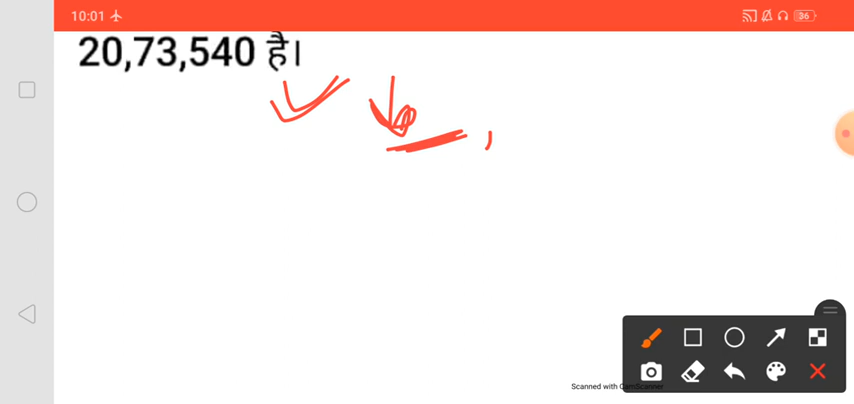 10:01
36
20,73,540 है।
Scanned with CamScanner